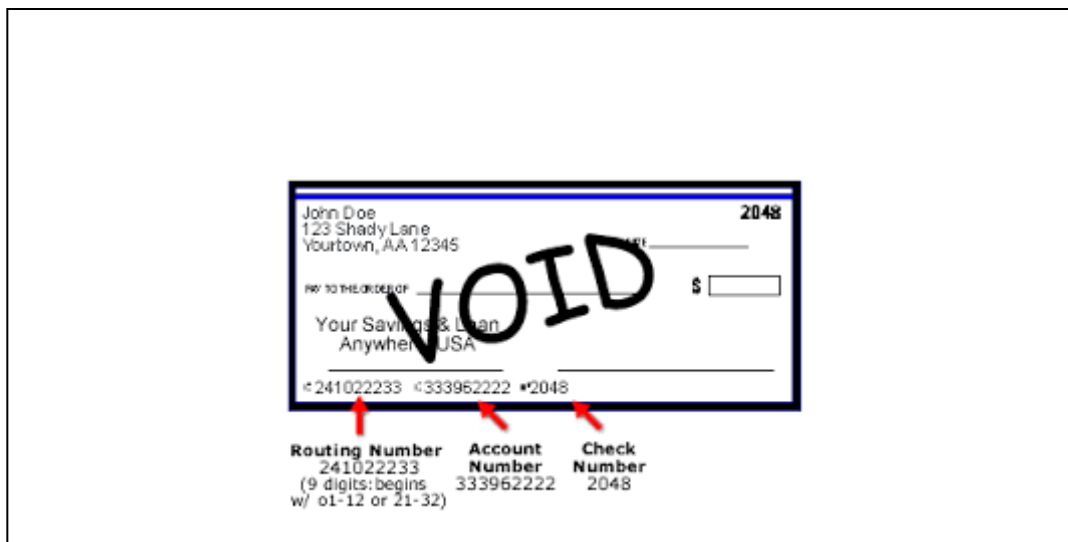 John Doe
2048
123 Shady Lane
Yourtown, AA 12345
PAY TO THE ORDER OF
$
VOID
Your Savings & Loan
Anywhere USA
241022233 333962222 2048
Routing Number
241022233
(9 digits:begins
w/ o1-12 or 21-32)
Account
Number
333962222
Check
Number
2048